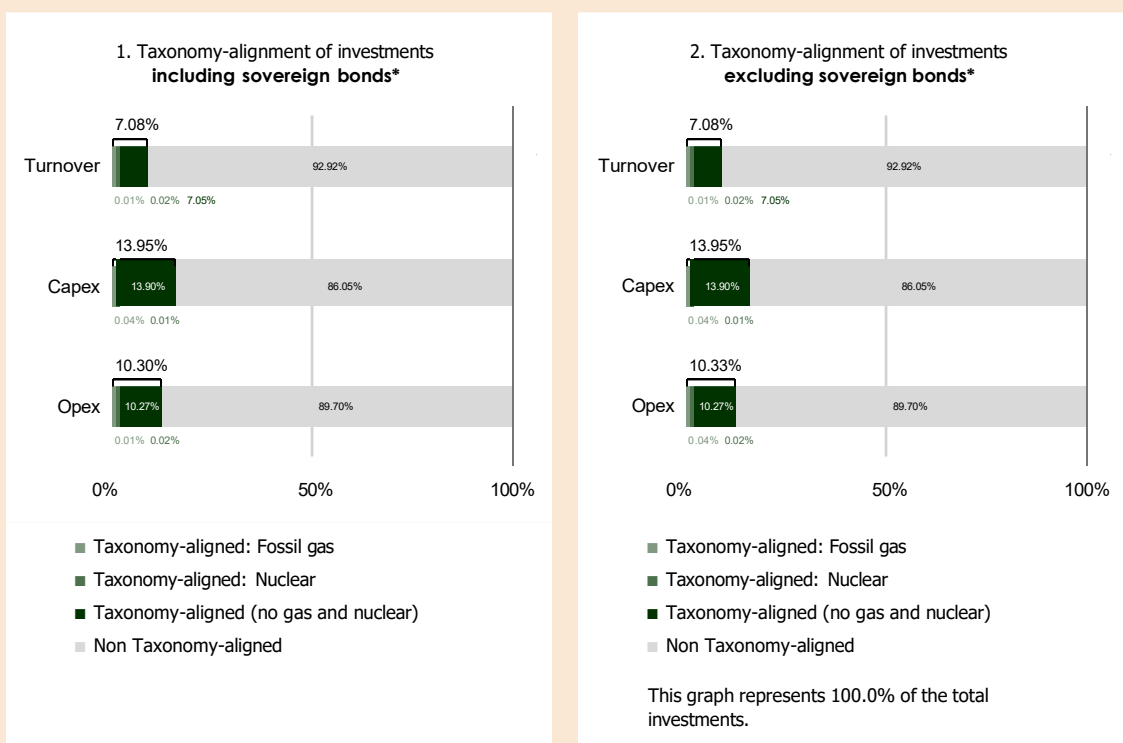 1. Taxonomy-alignment of investments
including sovereign bonds*
7.08%
Turnover
92.92%
0.01% 0.02% 7.05%
13.95%
Capex
13.90%
86.05%
0.04% 0.01%
10.30%
Opex
10.27%
89.70%
0.01% 0.02%
0% 50% 100%
Taxonomy-aligned: Fossil gas
Taxonomy-aligned: Nuclear
Taxonomy-aligned (no gas and nuclear)
Non Taxonomy-aligned
2. Taxonomy-alignment of investments
excluding sovereign bonds*
7.08%
Turnover
92.92%
0.01% 0.02% 7.05%
13.95%
Capex
13.90%
86.05%
0.04% 0.01%
10.33%
Opex
10.27%
89.70%
0.04% 0.02%
0% 50% 100%
Taxonomy-aligned: Fossil gas
Taxonomy-aligned: Nuclear
Taxonomy-aligned (no gas and nuclear)
Non Taxonomy-aligned
This graph represents 100.0% of the total
investments.